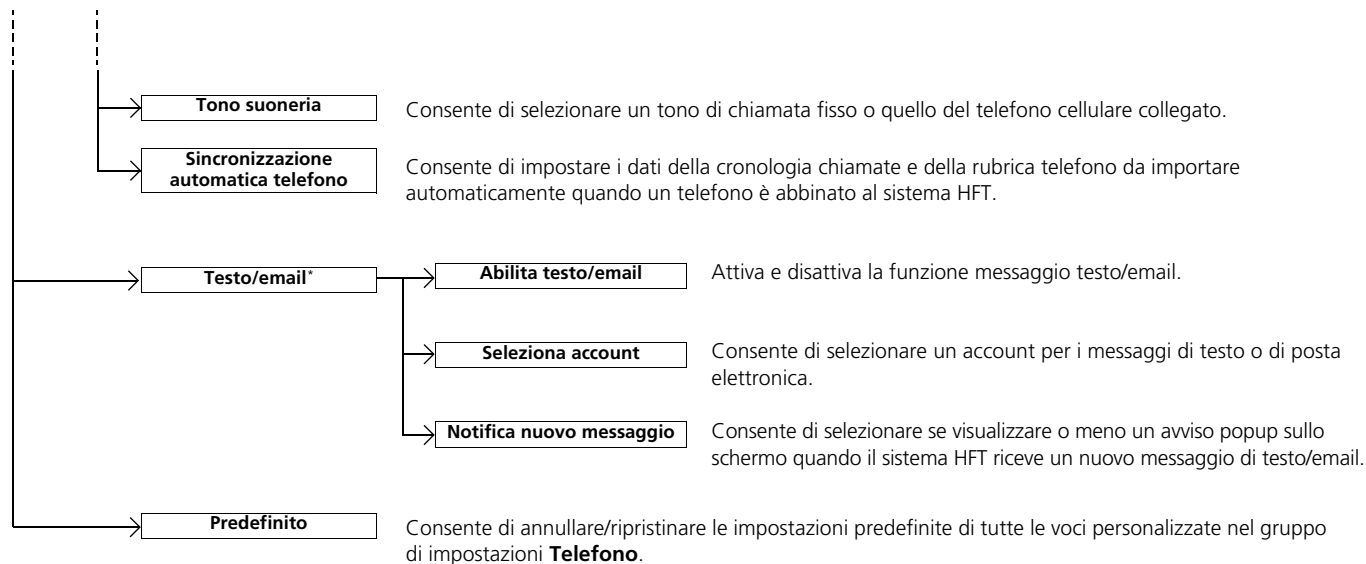 Tono suoneria
Consente di selezionare un tono di chiamata fisso o quello del telefono cellulare collegato.
Sincronizzazione
automatica telefono
Consente di impostare i dati della cronologia chiamate e della rubrica telefono da importare
automaticamente quando un telefono è abbinato al sistema HFT.
Testo/email*
Abilita testo/email
Attiva e disattiva la funzione messaggio testo/email.
Seleziona account
Consente di selezionare un account per i messaggi di testo o di posta
elettronica.
Notifica nuovo messaggio
Consente di selezionare se visualizzare o meno un avviso popup sullo
schermo quando il sistema HFT riceve un nuovo messaggio di testo/email.
Predefinito
Consente di annullare/ripristinare le impostazioni predefinite di tutte le voci personalizzate nel gruppo
di impostazioni Telefono.